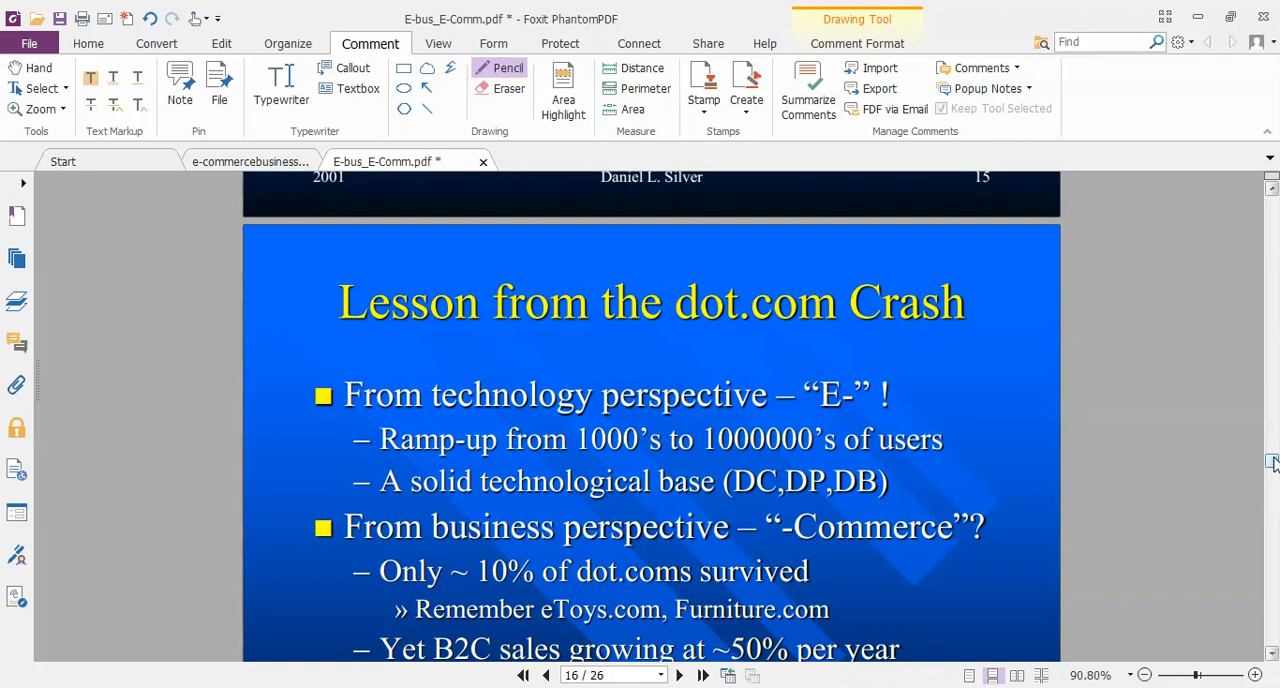 E-bus_E-Comm.pdf * - Foxit PhantomPDF
Drawing Tool
File
Home
Convert
Edit
Organize
Comment
View
Form
Protect
Connect
Share
Help
Comment Format
Find
Hand
Select
Zoom
Tools
Text Markup
Note
File
Pin
Typewriter
Callout
Textbox
Typewriter
Pencil
Eraser
Drawing
Area
Highlight
Distance
Perimeter
Area
Measure
Stamp
Create
Stamps
Summarize
Comments
Import
Export
FDF via Email
Comments
Popup Notes
Keep Tool Selected
Manage Comments
Start
e-commercebusiness...
E-bus_E-Comm.pdf *
2001
Daniel L. Silver
15
Lesson from the dot.com Crash
From technology perspective – “E-” !
– Ramp-up from 1000’s to 1000000’s of users
– A solid technological base (DC,DP,DB)
From business perspective – “-Commerce”?
– Only ~ 10% of dot.coms survived
» Remember eToys.com, Furniture.com
– Yet B2C sales growing at ~50% per year
16 / 26
90.80%